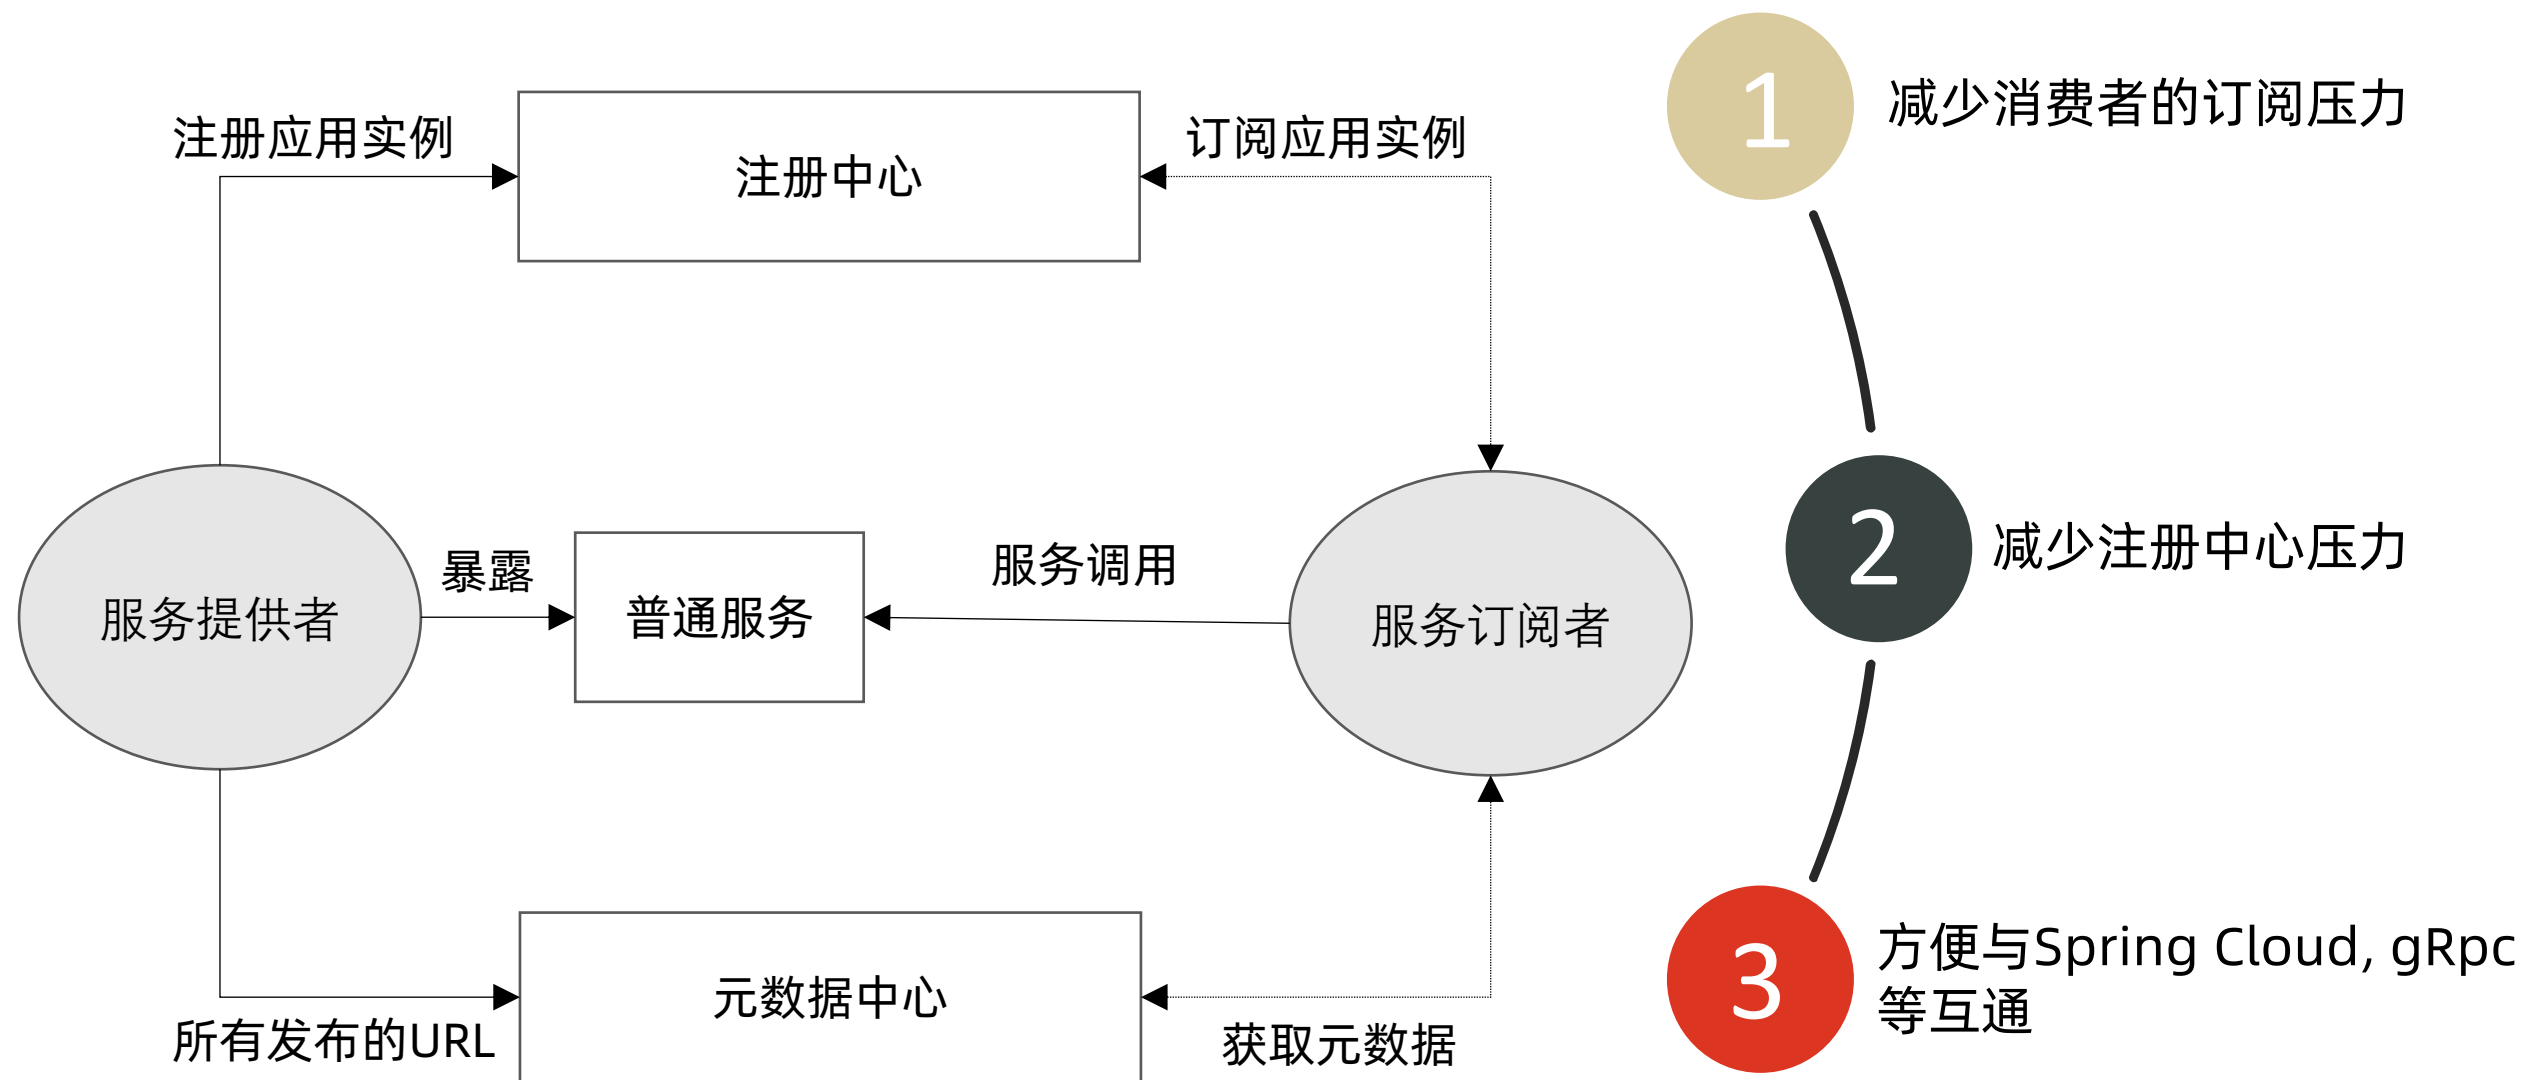 注册应用实例
注册中心
订阅应用实例
服务提供者
暴露
普通服务
服务调用
服务订阅者
所有发布的URL
元数据中心
获取元数据
1
减少消费者的订阅压力
2
减少注册中心压力
3
方便与Spring Cloud, gRpc
等互通